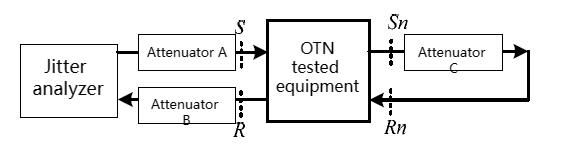 S
Sn
Attenuator A
OTN
tested
equipment
Attenuator
C
Jitter
analyzer
Attenuator
B
R
Rn